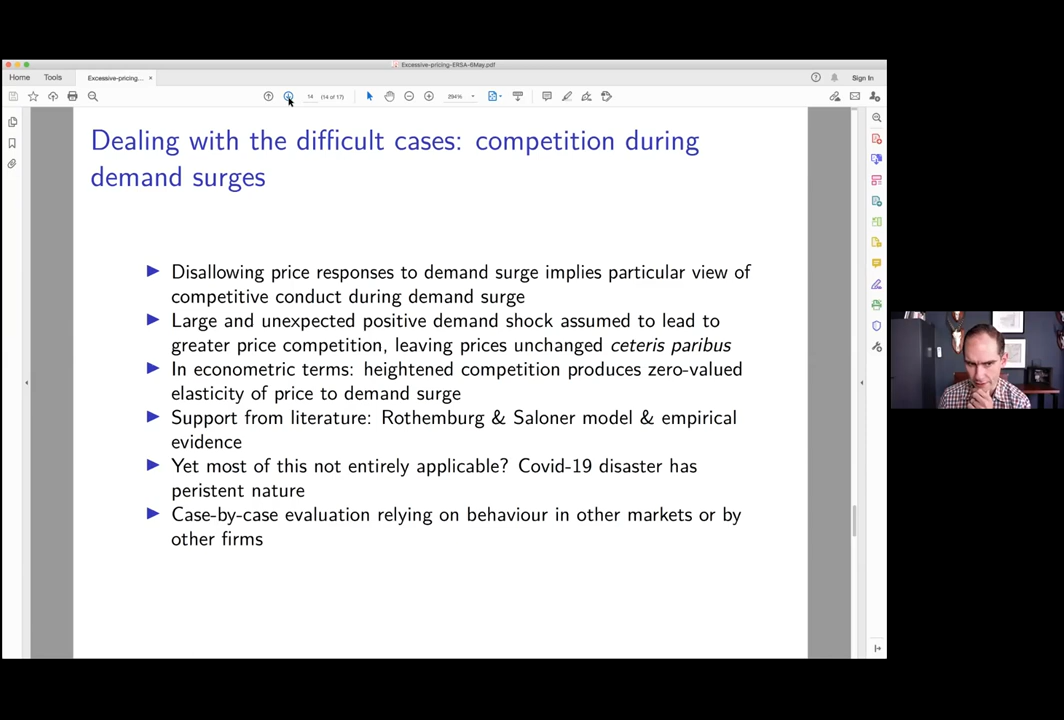 Excessive-pricing-ERSA-6May.pdf
Home Tools Excessive-pricing... × Sign In
14 (14 of 17) 294%
Dealing with the difficult cases: competition during
demand surges
Disallowing price responses to demand surge implies particular view of
competitive conduct during demand surge
Large and unexpected positive demand shock assumed to lead to
greater price competition, leaving prices unchanged ceteris paribus
In econometric terms: heightened competition produces zero-valued
elasticity of price to demand surge
Support from literature: Rothemburg & Saloner model & empirical
evidence
Yet most of this not entirely applicable? Covid-19 disaster has
peristent nature
Case-by-case evaluation relying on behaviour in other markets or by
other firms